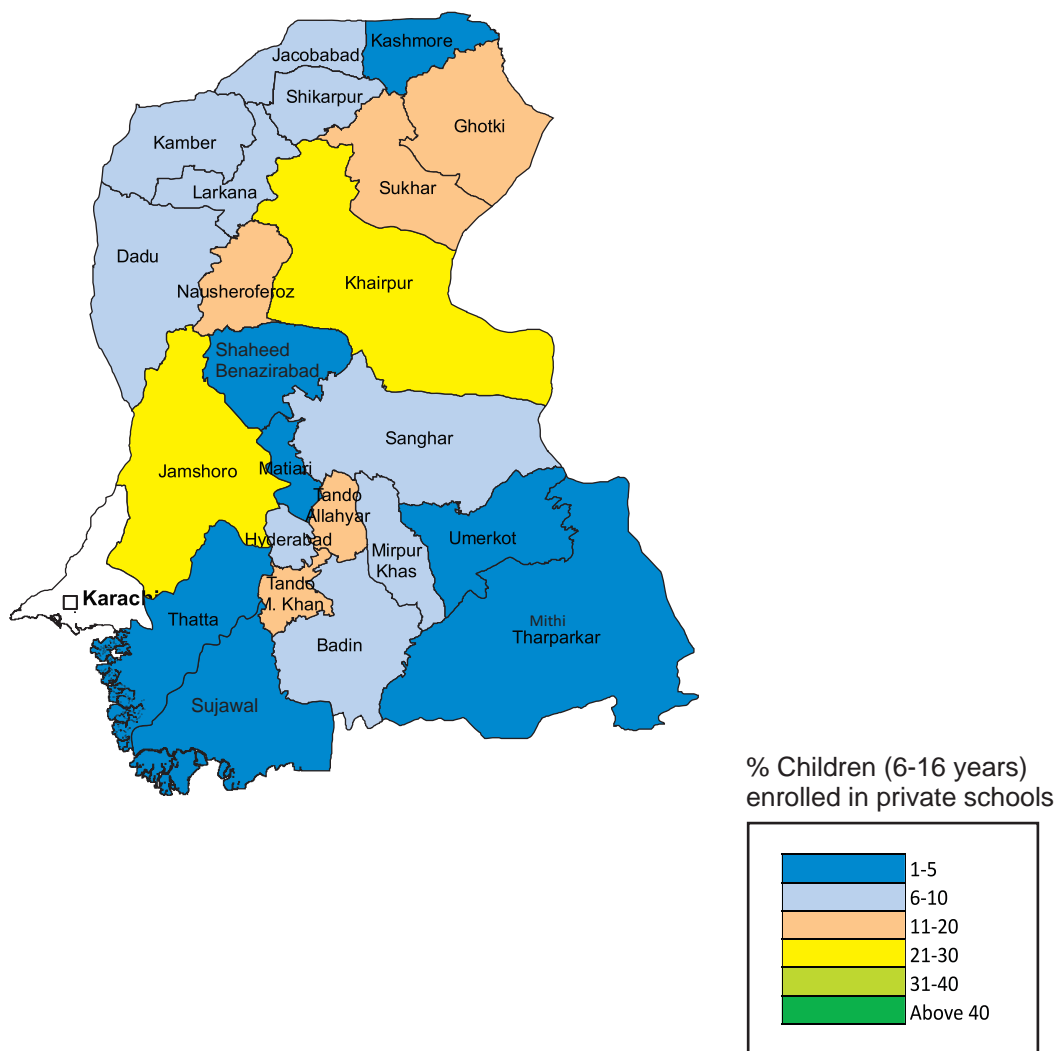 Kashmore
Jacobabad
Shikarpur
Ghotki
Kamber
Sukhar
Larkana
Dadu
Khairpur
Nausheroferoz
Shaheed
Benazirabad
Sanghar
Jamshoro
Matiari
Tando
Allahyar
Hyderabad
Umerkot
Mirpur
Khas
Tando
M. Khan
Karachi
Thatta
Mithi
Tharparkar
Badin
Sujawal
% Children (6-16 years)
enrolled in private schools
1-5
6-10
11-20
21-30
31-40
Above 40